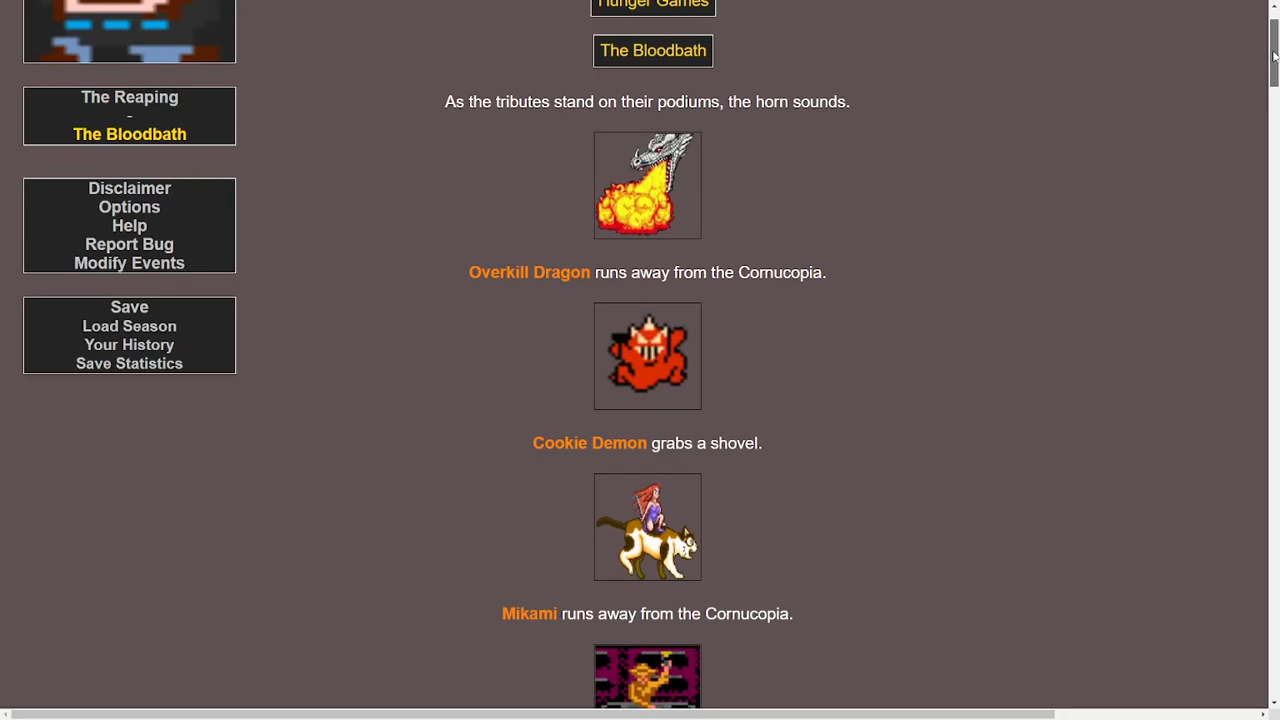 Hunger Games
The Bloodbath
The Reaping
-
The Bloodbath
Disclaimer
Options
Help
Report Bug
Modify Events
Save
Load Season
Your History
Save Statistics
As the tributes stand on their podiums, the horn sounds.
Overkill Dragon runs away from the Cornucopia.
Cookie Demon grabs a shovel.
Mikami runs away from the Cornucopia.